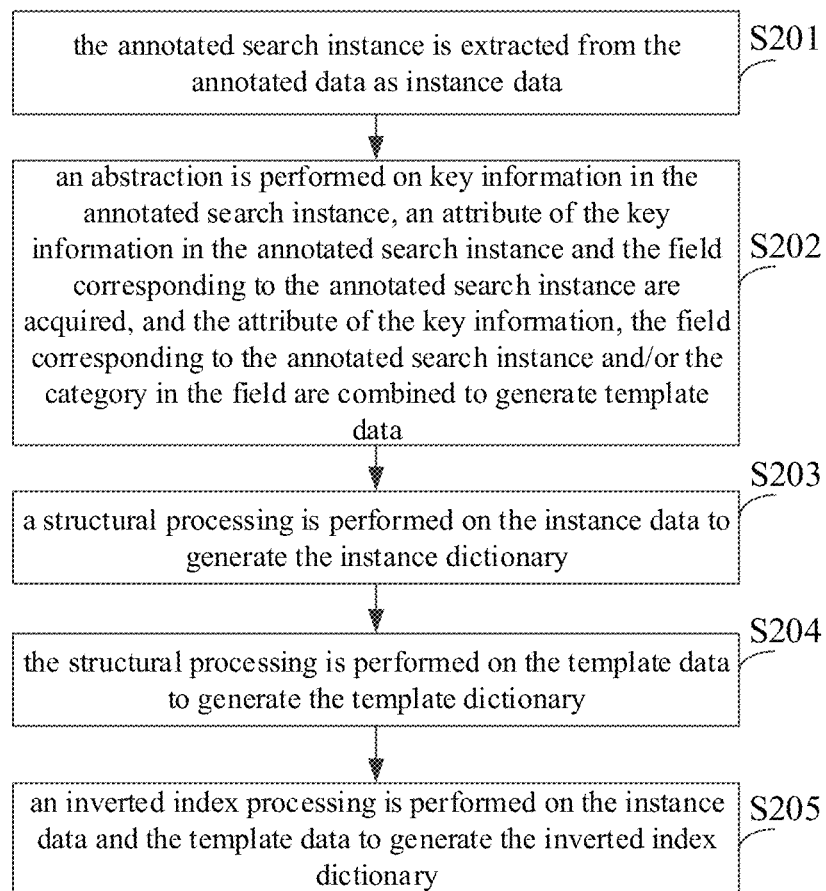 the annotated search instance is extracted from the
annotated data as instance data
S201
an abstraction is performed on key information in the
annotated search instance, an attribute of the key
information in the annotated search instance and the field
corresponding to the annotated search instance are
acquired, and the attribute of the key information, the field
corresponding to the annotated search instance and/or the
category in the field are combined to generate template
data
S202
a structural processing is performed on the instance data to
generate the instance dictionary
S203
the structural processing is performed on the template data
to generate the template dictionary
S204
an inverted index processing is performed on the instance
data and the template data to generate the inverted index
dictionary
S205